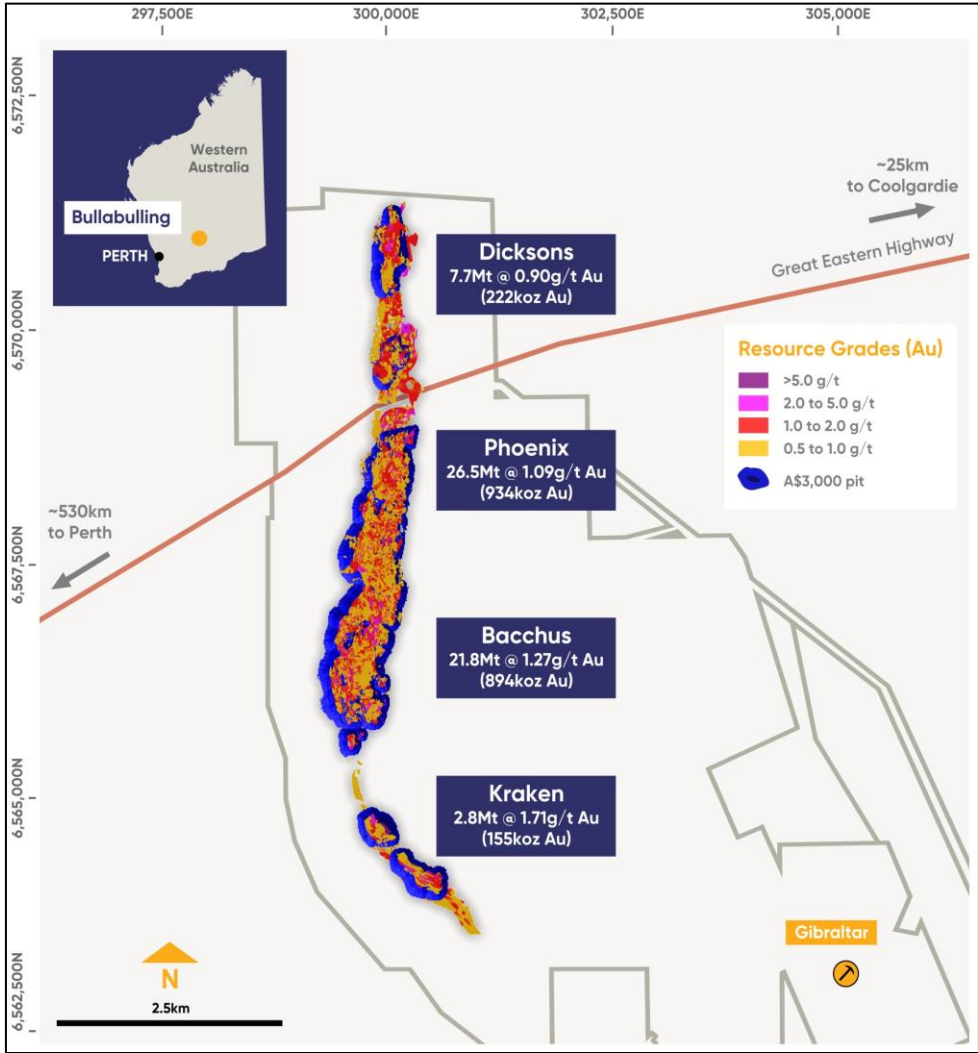 297,500E
300,000E
302,500E
305,000E
6,572,500N
6,570,000N
6,567,500N
6,565,000N
6,562,500N
Western
Australia
Bullabulling
PERTH
~25km
to Coolgardie
Great Eastern Highway
Dicksons
7.7Mt @ 0.90g/t Au
(222koz Au)
Resource Grades (Au)
>5.0 g/t
2.0 to 5.0 g/t
1.0 to 2.0 g/t
0.5 to 1.0 g/t
A$3,000 pit
Phoenix
26.5Mt @ 1.09g/t Au
(934koz Au)
~530km
to Perth
Bacchus
21.8Mt @ 1.27g/t Au
(894koz Au)
Kraken
2.8Mt @ 1.71g/t Au
(155koz Au)
Gibraltar
N
2.5km